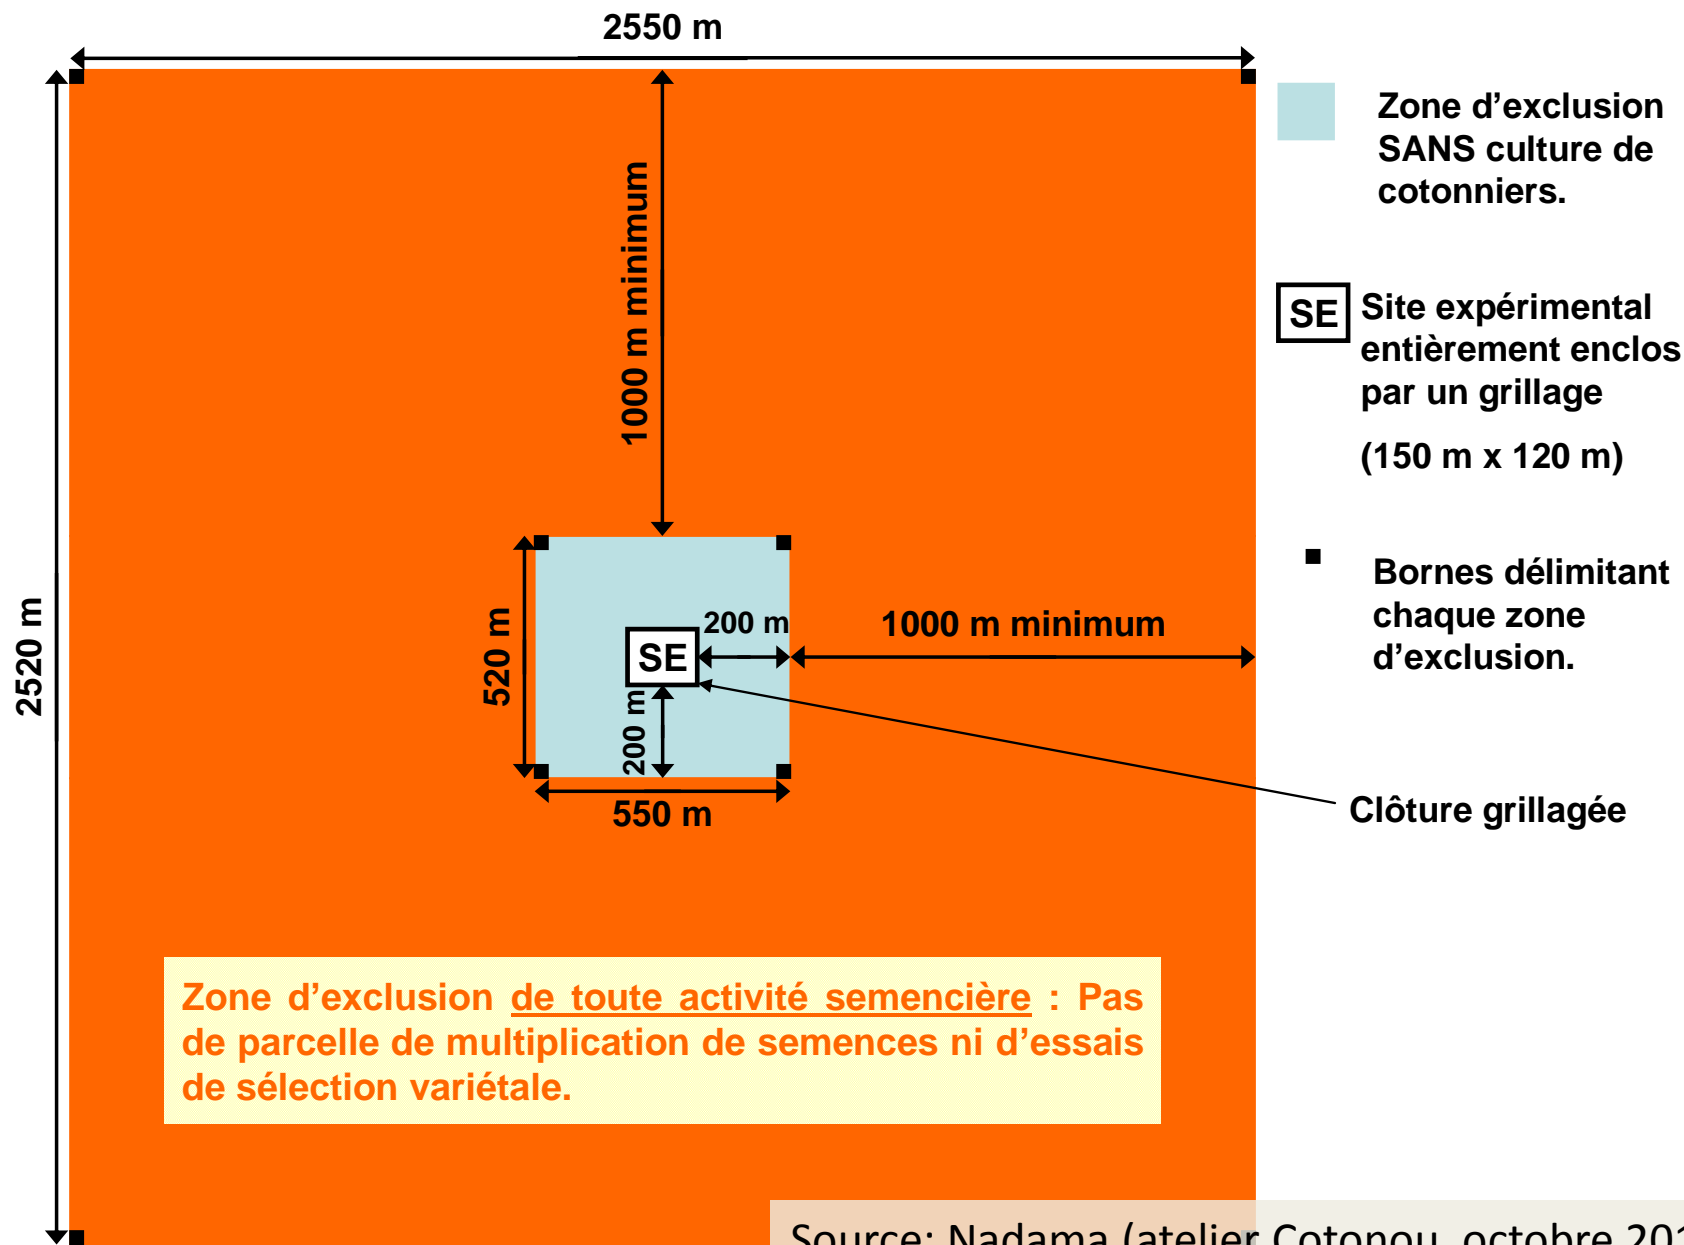 2550 m
Zone d’exclusion
SANS culture de
cotonniers.
1000 m minimum
SE
Site expérimental
entièrement enclos
par un grillage
(150 m x 120 m)
Bornes délimitant
chaque zone
d’exclusion.
2520 m
520 m
SE
200 m
1000 m minimum
200 m
550 m
Clôture grillagée
Zone d’exclusion de toute activité semencière : Pas
de parcelle de multiplication de semences ni d’essais
de sélection variétale.
Source: Nadama (atelier Cotonou, octobre